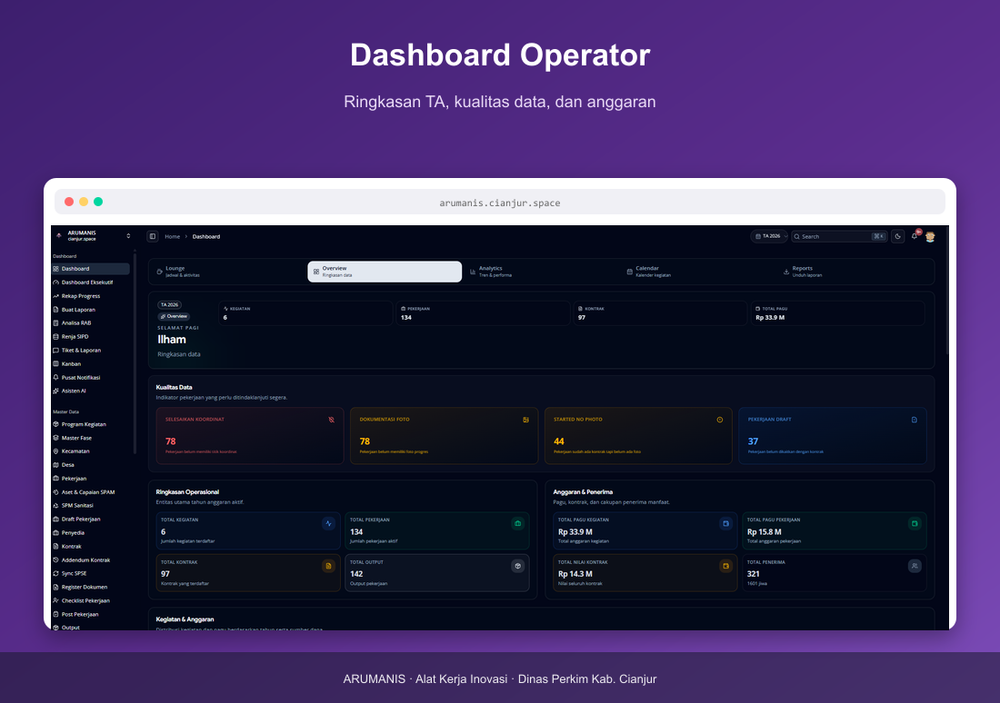 Dashboard Operator
Ringkasan TA, kualitas data, dan anggaran
arumanis.cianjur.space
ARUMANIS
cianjur.space
Home > Dashboard
TA 2026
Search
⌘ K
9+
Dashboard
Dashboard
Dashboard Eksekutif
Rekap Progress
Buat Laporan
Analisa RAB
Renja SIPD
Tiket & Laporan
Kanban
Pusat Notifikasi
Asisten AI
Master Data
Program Kegiatan
Master Fase
Kecamatan
Desa
Pekerjaan
Aset & Capaian SPAM
SPM Sanitasi
Draft Pekerjaan
Penyedia
Kontrak
Addendum Kontrak
Sync SPSE
Register Dokumen
Checklist Pekerjaan
Post Pekerjaan
Output
Lounge
Jadwal & aktivitas
Overview
Ringkasan data
Analytics
Tren & performa
Calendar
Kalender kegiatan
Reports
Unduh laporan
TA 2026
Overview
SELAMAT PAGI
Ilham
Ringkasan data
KEGIATAN
6
PEKERJAAN
134
KONTRAK
97
TOTAL PAGU
Rp 33.9 M
Kualitas Data
Indikator pekerjaan yang perlu ditindaklanjuti segera.
SELESAIKAN KOORDINAT
78
Pekerjaan belum memiliki titik koordinat
DOKUMENTASI FOTO
78
Pekerjaan belum memiliki foto progres
STARTED NO PHOTO
44
Pekerjaan sudah ada kontrak tapi belum ada foto
PEKERJAAN DRAFT
37
Pekerjaan belum dikaitkan dengan kontrak
Ringkasan Operasional
Entitas utama tahun anggaran aktif.
TOTAL KEGIATAN
6
Jumlah kegiatan terdaftar
TOTAL PEKERJAAN
134
Jumlah pekerjaan aktif
TOTAL KONTRAK
97
Kontrak yang terdaftar
TOTAL OUTPUT
142
Output pekerjaan
Anggaran & Penerima
Pagu, kontrak, dan cakupan penerima manfaat.
TOTAL PAGU KEGIATAN
Rp 33.9 M
Total anggaran kegiatan
TOTAL PAGU PEKERJAAN
Rp 15.8 M
Total anggaran pekerjaan
TOTAL NILAI KONTRAK
Rp 14.3 M
Nilai seluruh kontrak
TOTAL PENERIMA
321
1601 jiwa
Kegiatan & Anggaran
Distribusi kegiatan dan pagu berdasarkan tahun serta sumber dana.
ARUMANIS · Alat Kerja Inovasi · Dinas Perkim Kab. Cianjur